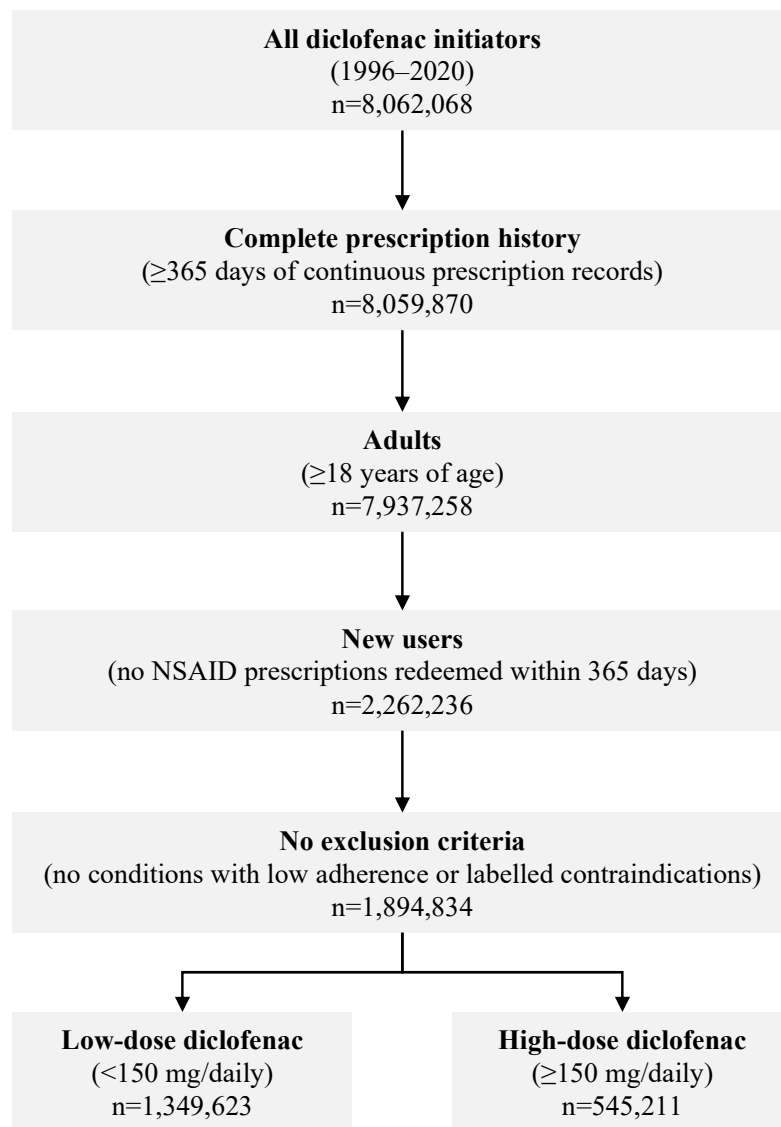 All diclofenac initiators
(1996–2020)
n=8,062,068
Complete prescription history
(≥365 days of continuous prescription records)
n=8,059,870
Adults
(≥18 years of age)
n=7,937,258
New users
(no NSAID prescriptions redeemed within 365 days)
n=2,262,236
No exclusion criteria
(no conditions with low adherence or labelled contraindications)
n=1,894,834
Low-dose diclofenac
(<150 mg/daily)
n=1,349,623
High-dose diclofenac
(≥150 mg/daily)
n=545,211